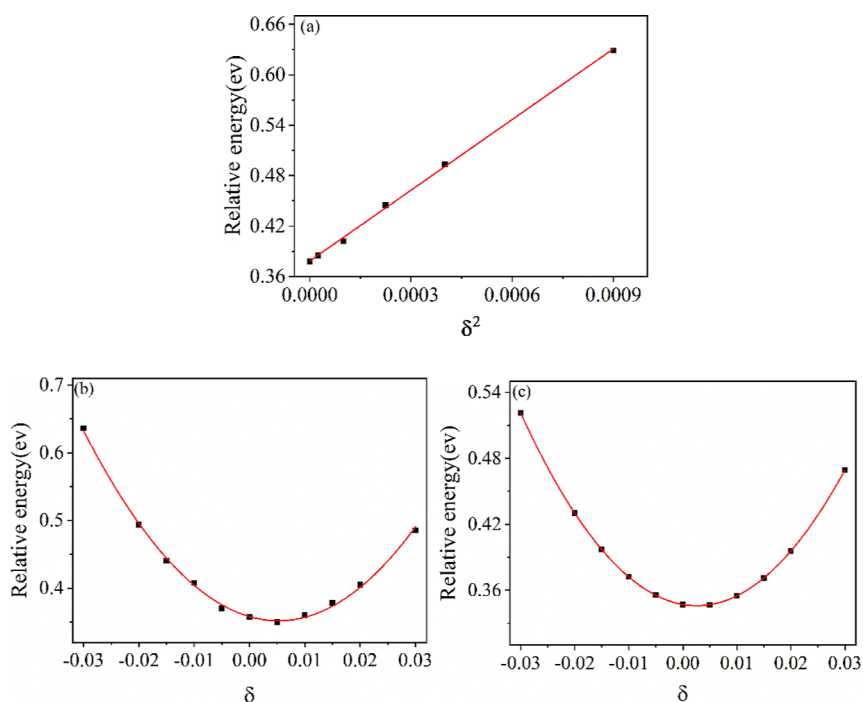 (a)
Relative energy(ev)
0.66
0.60
0.54
0.48
0.42
0.36
0.0000 0.0003 0.0006 0.0009
δ²
(b)
Relative energy(ev)
0.7
0.6
0.5
0.4
-0.03 -0.02 -0.01 0.00 0.01 0.02 0.03
δ
(c)
Relative energy(ev)
0.54
0.48
0.42
0.36
-0.03 -0.02 -0.01 0.00 0.01 0.02 0.03
δ